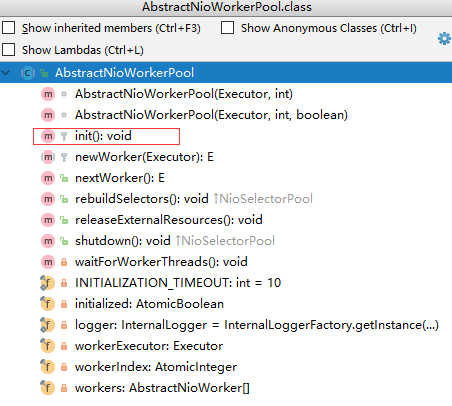 AbstractNioWorkerPool.class
Show inherited members (Ctrl+F3) Show Anonymous Classes (Ctrl+I)
Show Lambdas (Ctrl+L)
AbstractNioWorkerPool
AbstractNioWorkerPool(Executor, int)
AbstractNioWorkerPool(Executor, int, boolean)
init(): void
newWorker(Executor): E
nextWorker(): E
rebuildSelectors(): void ↑NioSelectorPool
releaseExternalResources(): void
shutdown(): void ↑NioSelectorPool
waitForWorkerThreads(): void
INITIALIZATION_TIMEOUT: int = 10
initialized: AtomicBoolean
logger: InternalLogger = InternalLoggerFactory.getInstance(...)
workerExecutor: Executor
workerIndex: AtomicInteger
workers: AbstractNioWorker[]